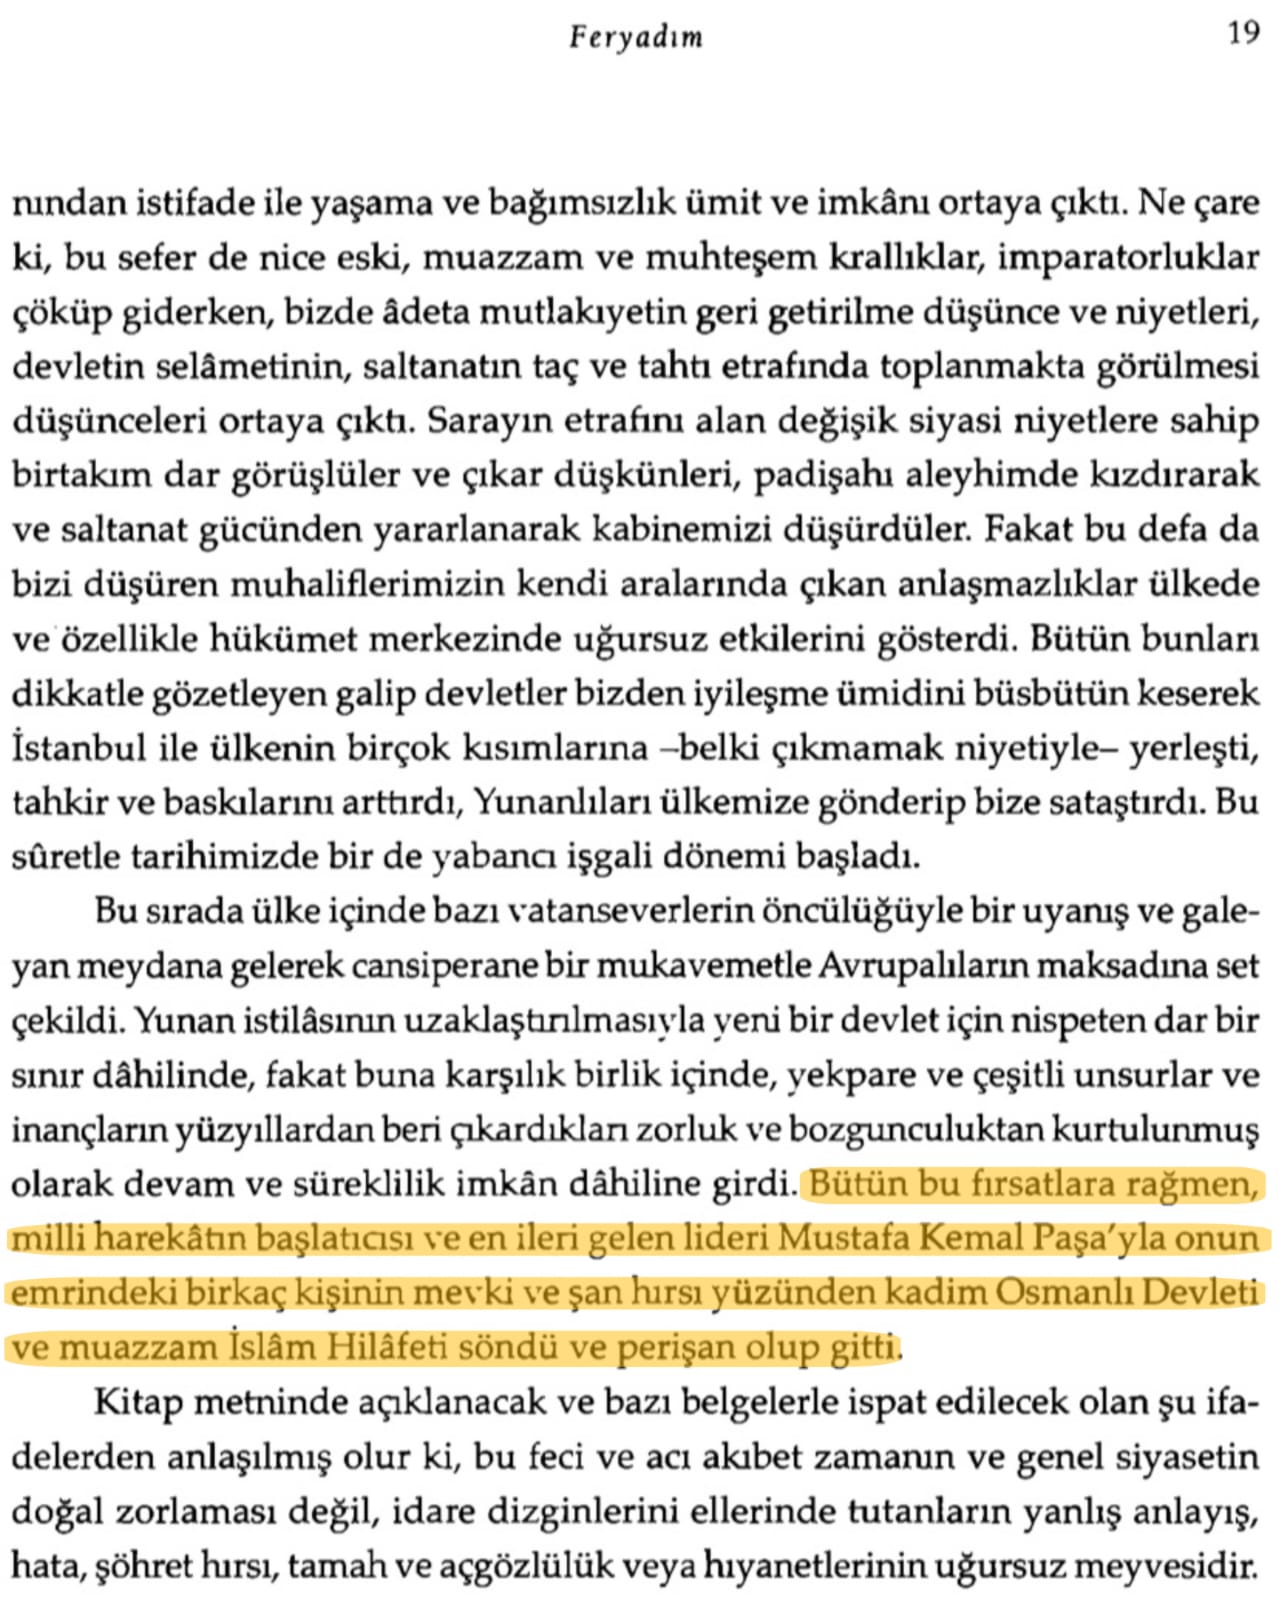 Feryadım 19
nından istifade ile yaşama ve bağımsızlık ümit ve imkânı ortaya çıktı. Ne çare
ki, bu sefer de nice eski, muazzam ve muhteşem krallıklar, imparatorluklar
çöküp giderken, bizde âdeta mutlakıyetin geri getirilme düşünce ve niyetleri,
devletin selâmetinin, saltanatın taç ve tahtı etrafında toplanmakta görülmesi
düşünceleri ortaya çıktı. Sarayın etrafını alan değişik siyasi niyetlere sahip
birtakım dar görüşlüler ve çıkar düşkünleri, padişahı aleyhimde kızdırarak
ve saltanat gücünden yararlanarak kabinemizi düşürdüler. Fakat bu defa da
bizi düşüren muhaliflerimizin kendi aralarında çıkan anlaşmazlıklar ülkede
ve özellikle hükümet merkezinde uğursuz etkilerini gösterdi. Bütün bunları
dikkatle gözetleyen galip devletler bizden iyileşme ümidini büsbütün keserek
İstanbul ile ülkenin birçok kısımlarına –belki çıkmamak niyetiyle– yerleşti,
tahkir ve baskılarını arttırdı, Yunanlıları ülkemize gönderip bize sataştırdı. Bu
sûretle tarihimizde bir de yabancı işgali dönemi başladı.
Bu sırada ülke içinde bazı vatanseverlerin öncülüğüyle bir uyanış ve gale-
yan meydana gelerek cansiperane bir mukavemetle Avrupalıların maksadına set
çekildi. Yunan istilâsının uzaklaştırılmasıyla yeni bir devlet için nispeten dar bir
sınır dâhilinde, fakat buna karşılık birlik içinde, yekpare ve çeşitli unsurlar ve
inançların yüzyıllardan beri çıkardıkları zorluk ve bozgunculuktan kurtulunmuş
olarak devam ve süreklilik imkân dâhiline girdi. Bütün bu fırsatlara rağmen,
milli harekâtın başlatıcısı ve en ileri gelen lideri Mustafa Kemal Paşa'yla onun
emrindeki birkaç kişinin mevki ve şan hırsı yüzünden kadim Osmanlı Devleti
ve muazzam İslâm Hilâfeti söndü ve perişan olup gitti.
Kitap metninde açıklanacak ve bazı belgelerle ispat edilecek olan şu ifa-
delerden anlaşılmış olur ki, bu feci ve acı akıbet zamanın ve genel siyasetin
doğal zorlaması değil, idare dizginlerini ellerinde tutanların yanlış anlayış,
hata, şöhret hırsı, tamah ve açgözlülük veya hıyanetlerinin uğursuz meyvesidir.